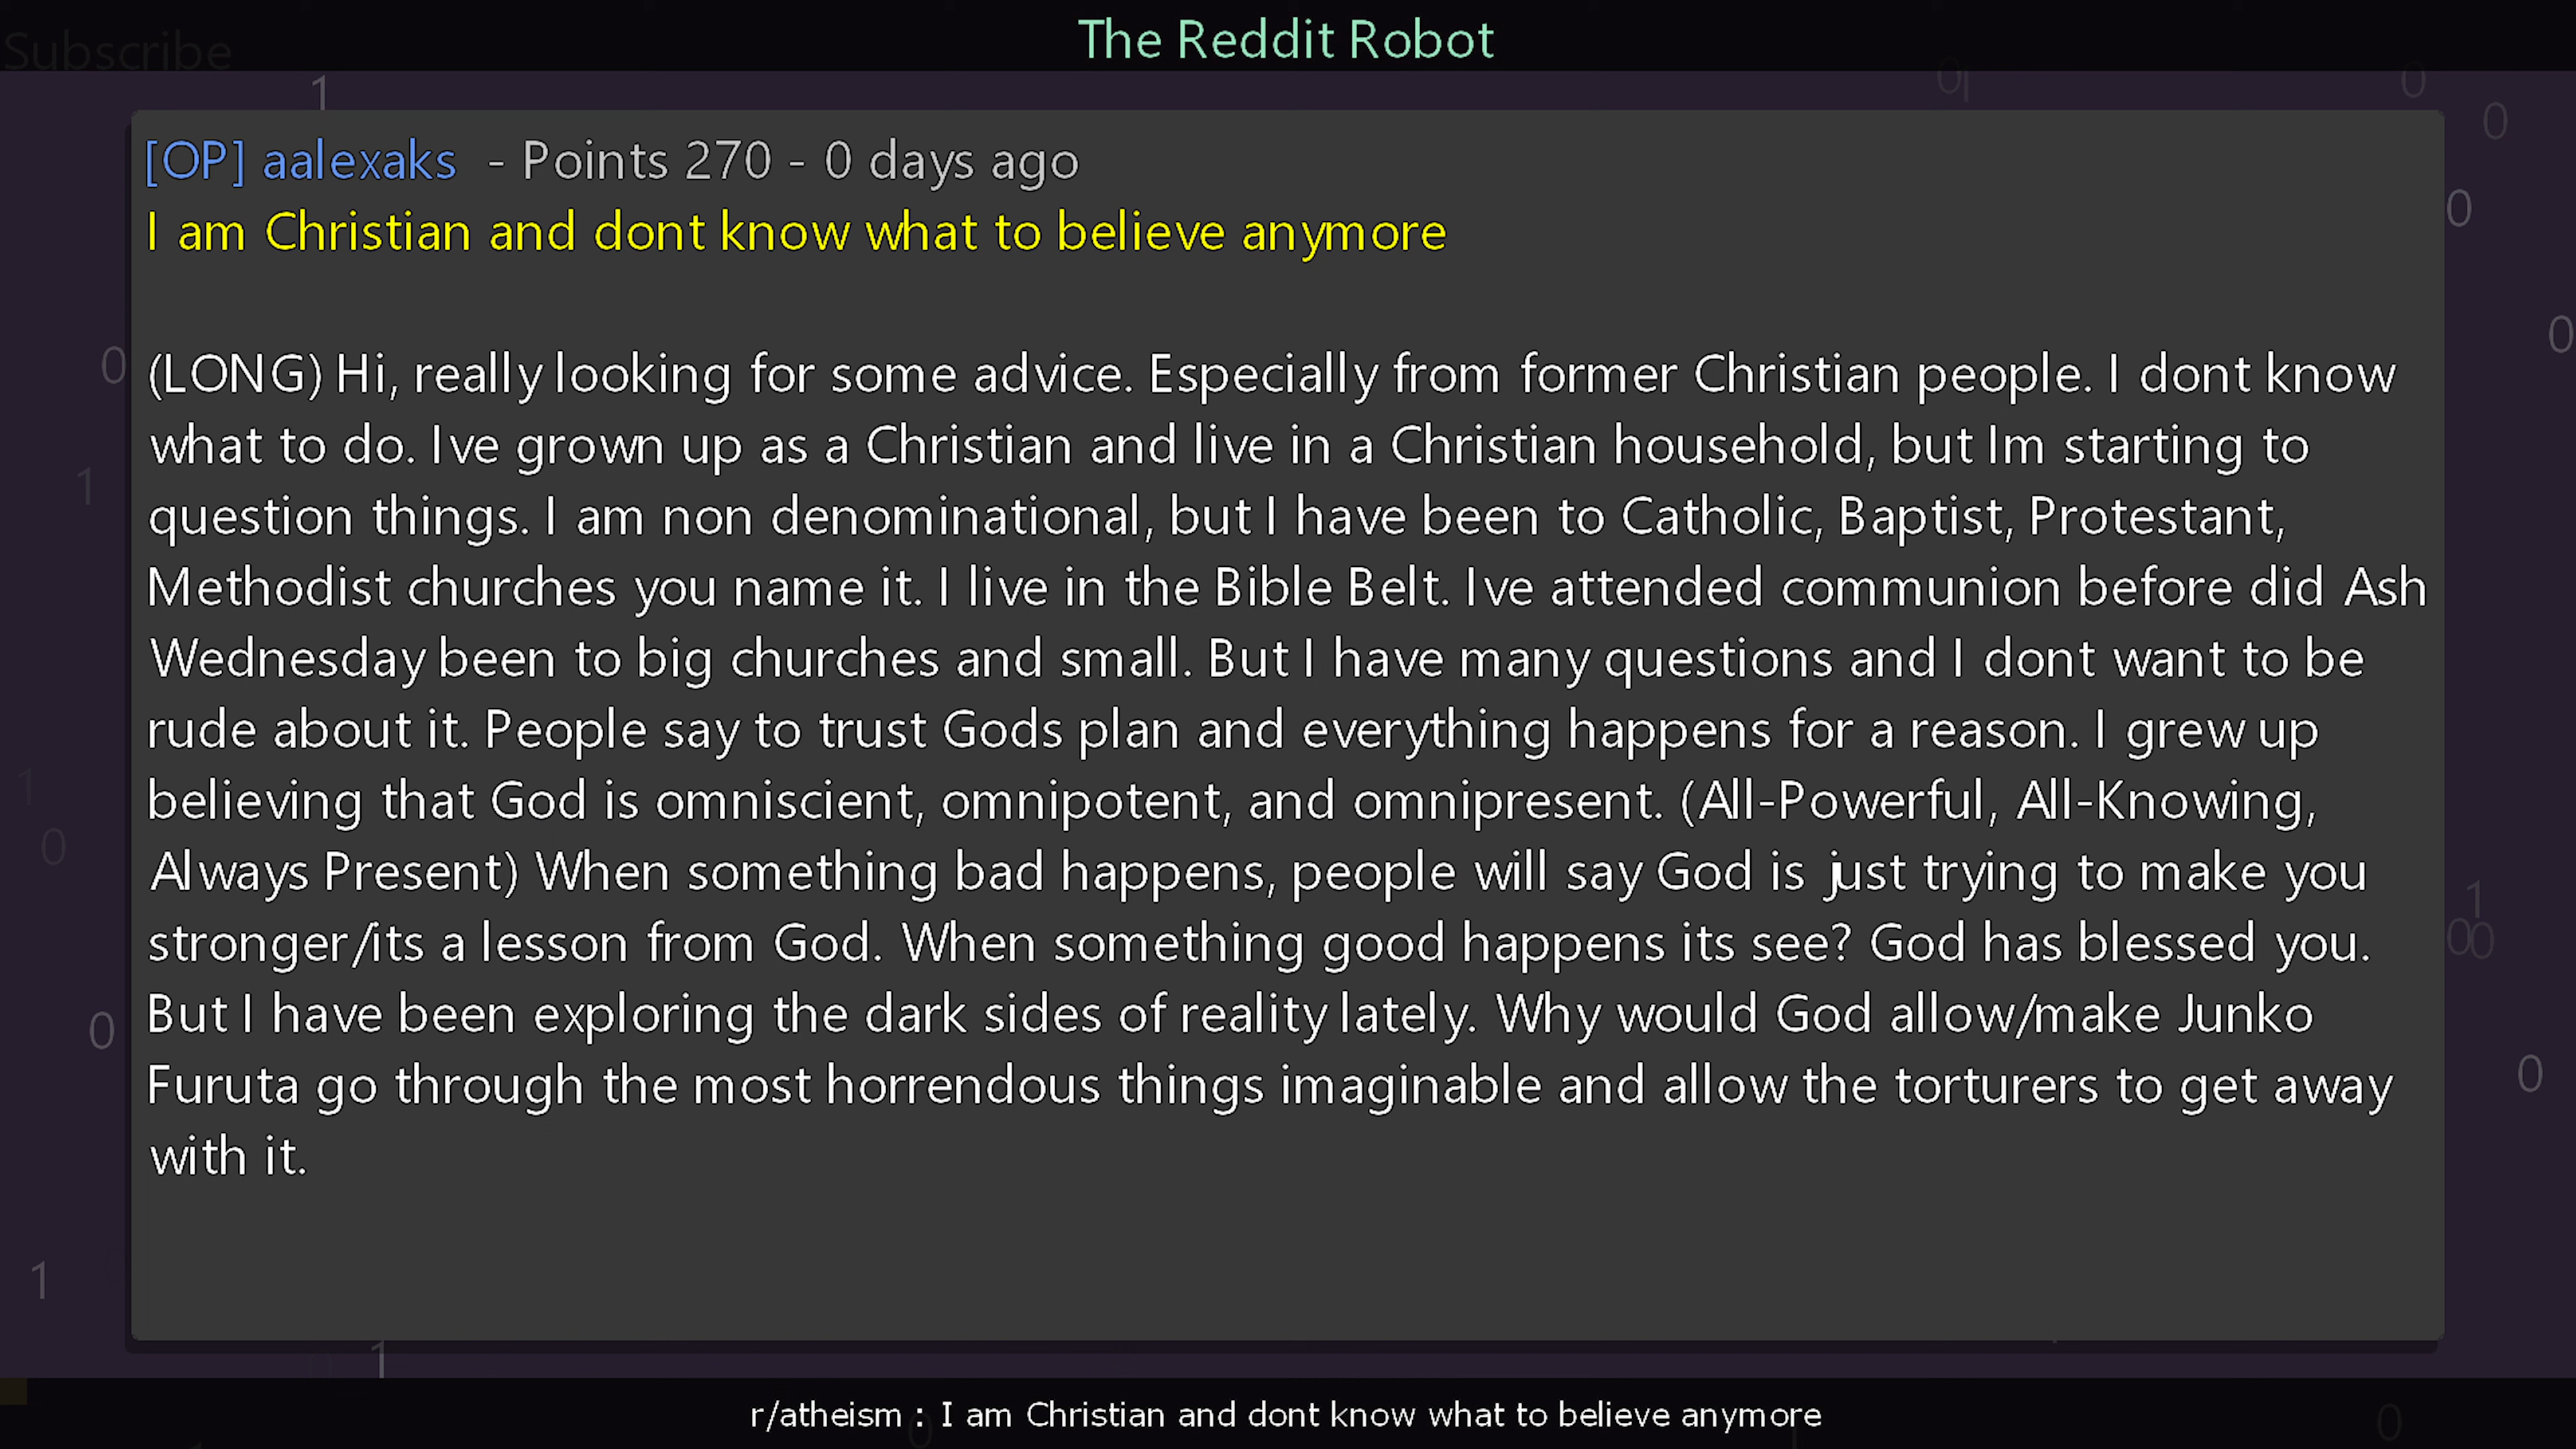 The Reddit Robot
Subscribe
[OP] aalexaks - Points 270 - 0 days ago
I am Christian and dont know what to believe anymore
(LONG) Hi, really looking for some advice. Especially from former Christian people. I dont know
what to do. Ive grown up as a Christian and live in a Christian household, but Im starting to
question things. I am non denominational, but I have been to Catholic, Baptist, Protestant,
Methodist churches you name it. I live in the Bible Belt. Ive attended communion before did Ash
Wednesday been to big churches and small. But I have many questions and I dont want to be
rude about it. People say to trust Gods plan and everything happens for a reason. I grew up
believing that God is omniscient, omnipotent, and omnipresent. (All-Powerful, All-Knowing,
Always Present) When something bad happens, people will say God is just trying to make you
stronger/its a lesson from God. When something good happens its see? God has blessed you.
But I have been exploring the dark sides of reality lately. Why would God allow/make Junko
Furuta go through the most horrendous things imaginable and allow the torturers to get away
with it.
r/atheism : I am Christian and dont know what to believe anymore